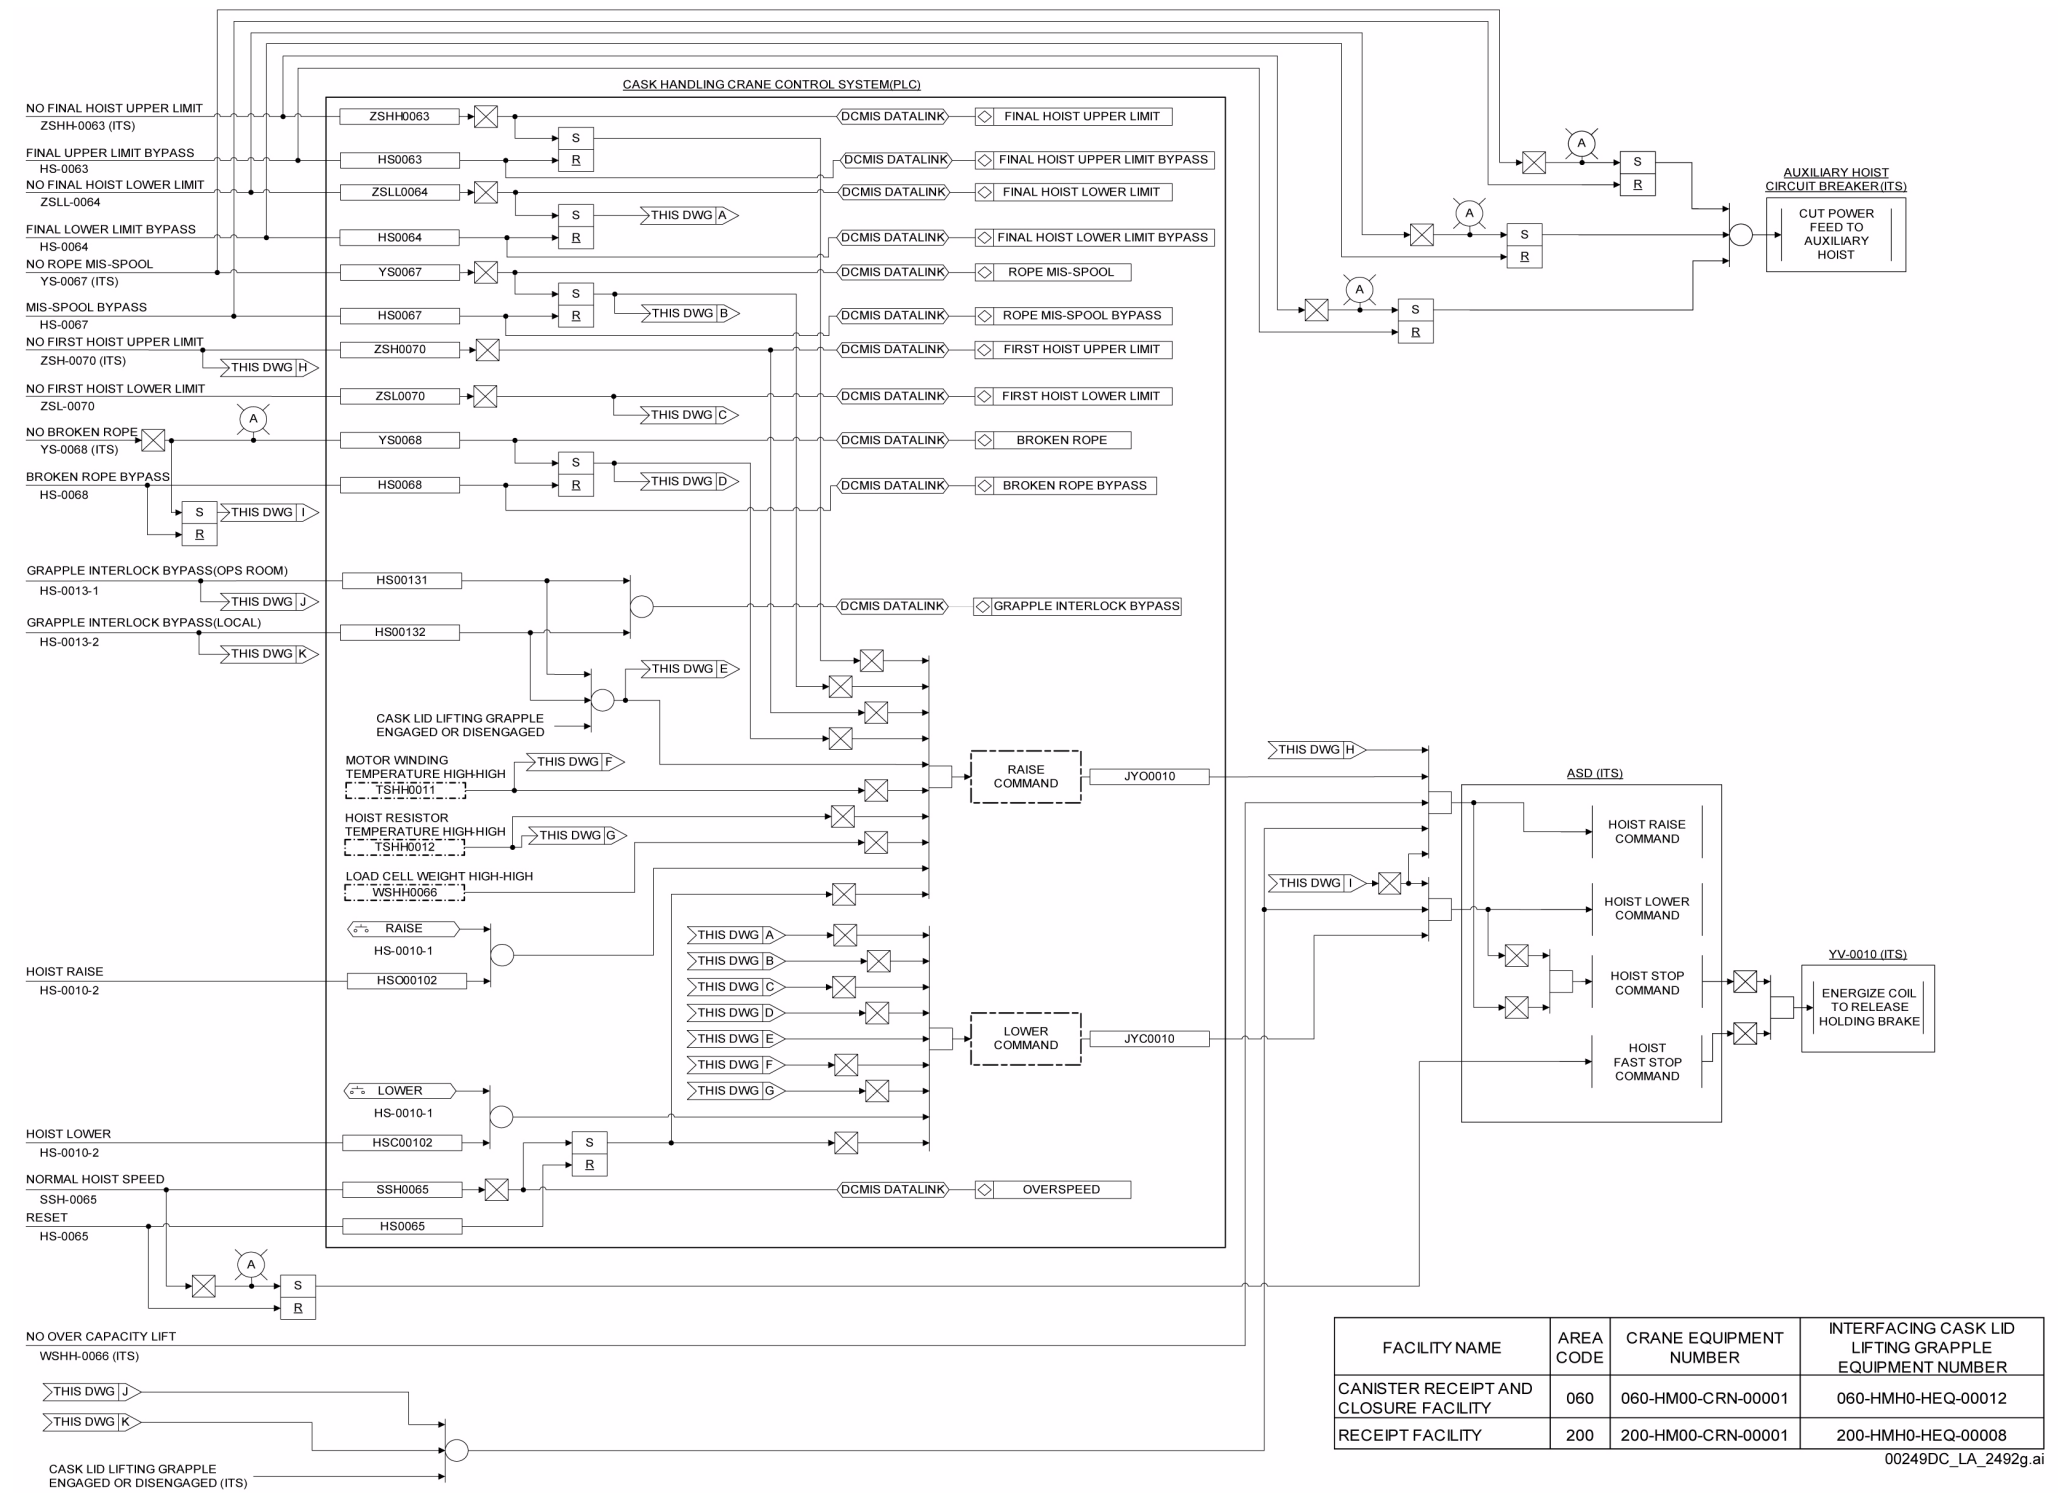 CASK HANDLING CRANE CONTROL SYSTEM(PLC)
NO FINAL HOIST UPPER LIMIT
ZSHH-0063 (ITS)
ZSHH0063
DCMIS DATALINK
FINAL HOIST UPPER LIMIT
S
R
FINAL UPPER LIMIT BYPASS
HS-0063
HS0063
DCMIS DATALINK
FINAL HOIST UPPER LIMIT BYPASS
NO FINAL HOIST LOWER LIMIT
ZSLL-0064
ZSLL0064
DCMIS DATALINK
FINAL HOIST LOWER LIMIT
S
R
THIS DWG A
FINAL LOWER LIMIT BYPASS
HS-0064
HS0064
DCMIS DATALINK
FINAL HOIST LOWER LIMIT BYPASS
NO ROPE MIS-SPOOL
YS-0067 (ITS)
YS0067
DCMIS DATALINK
ROPE MIS-SPOOL
S
R
THIS DWG B
MIS-SPOOL BYPASS
HS-0067
HS0067
DCMIS DATALINK
ROPE MIS-SPOOL BYPASS
NO FIRST HOIST UPPER LIMIT
ZSH-0070 (ITS)
THIS DWG H
ZSH0070
DCMIS DATALINK
FIRST HOIST UPPER LIMIT
NO FIRST HOIST LOWER LIMIT
ZSL-0070
ZSL0070
THIS DWG C
DCMIS DATALINK
FIRST HOIST LOWER LIMIT
A
NO BROKEN ROPE
YS-0068 (ITS)
YS0068
DCMIS DATALINK
BROKEN ROPE
S
R
THIS DWG D
BROKEN ROPE BYPASS
HS-0068
HS0068
DCMIS DATALINK
BROKEN ROPE BYPASS
S
R
THIS DWG I
GRAPPLE INTERLOCK BYPASS(OPS ROOM)
HS-0013-1
THIS DWG J
HS00131
DCMIS DATALINK
GRAPPLE INTERLOCK BYPASS
GRAPPLE INTERLOCK BYPASS(LOCAL)
HS-0013-2
THIS DWG K
HS00132
THIS DWG E
CASK LID LIFTING GRAPPLE
ENGAGED OR DISENGAGED
MOTOR WINDING
TEMPERATURE HIGH-HIGH
TSHH0011
THIS DWG F
HOIST RESISTOR
TEMPERATURE HIGH-HIGH
TSHH0012
THIS DWG G
LOAD CELL WEIGHT HIGH-HIGH
WSHH0066
RAISE
COMMAND
JYO0010
RAISE
HS-0010-1
HOIST RAISE
HS-0010-2
HSO00102
THIS DWG A
THIS DWG B
THIS DWG C
THIS DWG D
THIS DWG E
THIS DWG F
THIS DWG G
LOWER
COMMAND
JYC0010
LOWER
HS-0010-1
HOIST LOWER
HS-0010-2
HSC00102
S
R
NORMAL HOIST SPEED
SSH-0065
SSH0065
DCMIS DATALINK
OVERSPEED
RESET
HS-0065
HS0065
A
S
R
NO OVER CAPACITY LIFT
WSHH-0066 (ITS)
THIS DWG J
THIS DWG K
CASK LID LIFTING GRAPPLE
ENGAGED OR DISENGAGED (ITS)
A
S
R
A
S
R
A
S
R
AUXILIARY HOIST
CIRCUIT BREAKER(ITS)
CUT POWER
FEED TO
AUXILIARY
HOIST
THIS DWG H
THIS DWG I
ASD (ITS)
HOIST RAISE
COMMAND
HOIST LOWER
COMMAND
HOIST STOP
COMMAND
HOIST
FAST STOP
COMMAND
YV-0010 (ITS)
ENERGIZE COIL
TO RELEASE
HOLDING BRAKE
FACILITY NAME
AREA
CODE
CRANE EQUIPMENT
NUMBER
INTERFACING CASK LID
LIFTING GRAPPLE
EQUIPMENT NUMBER
CANISTER RECEIPT AND
CLOSURE FACILITY
060
060-HM00-CRN-00001
060-HMH0-HEQ-00012
RECEIPT FACILITY
200
200-HM00-CRN-00001
200-HMH0-HEQ-00008
00249DC_LA_2492g.ai